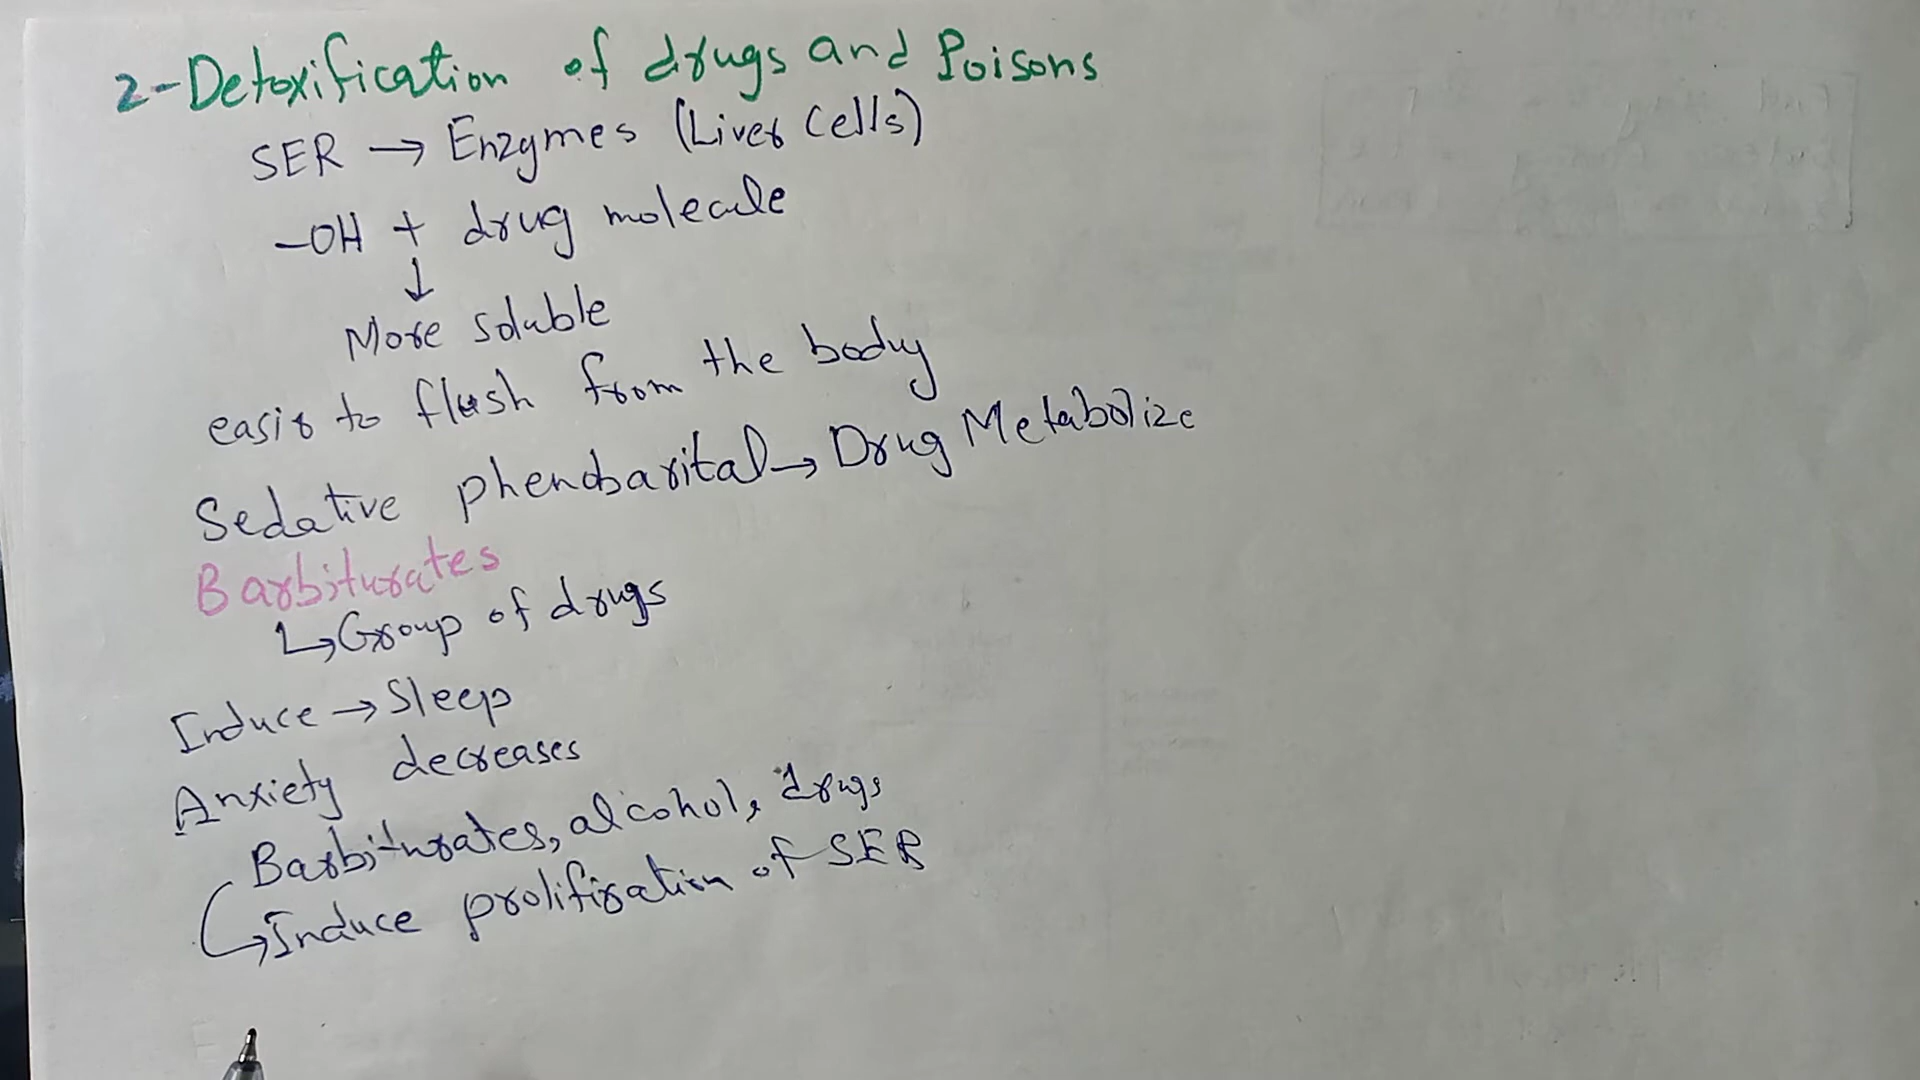 2-Detoxification of drugs and Poisons
SER → Enzymes (Liver cells)
-OH + drug molecule
↓
More soluble
easir to flush from the body
Sedative phenobarital → Drug Metabolize
Barbiturates
↳ Group of drugs
Induce → Sleep
Anxiety decreases
Barbiturates, alcohol, drugs
↳ Induce prolifiration of SER